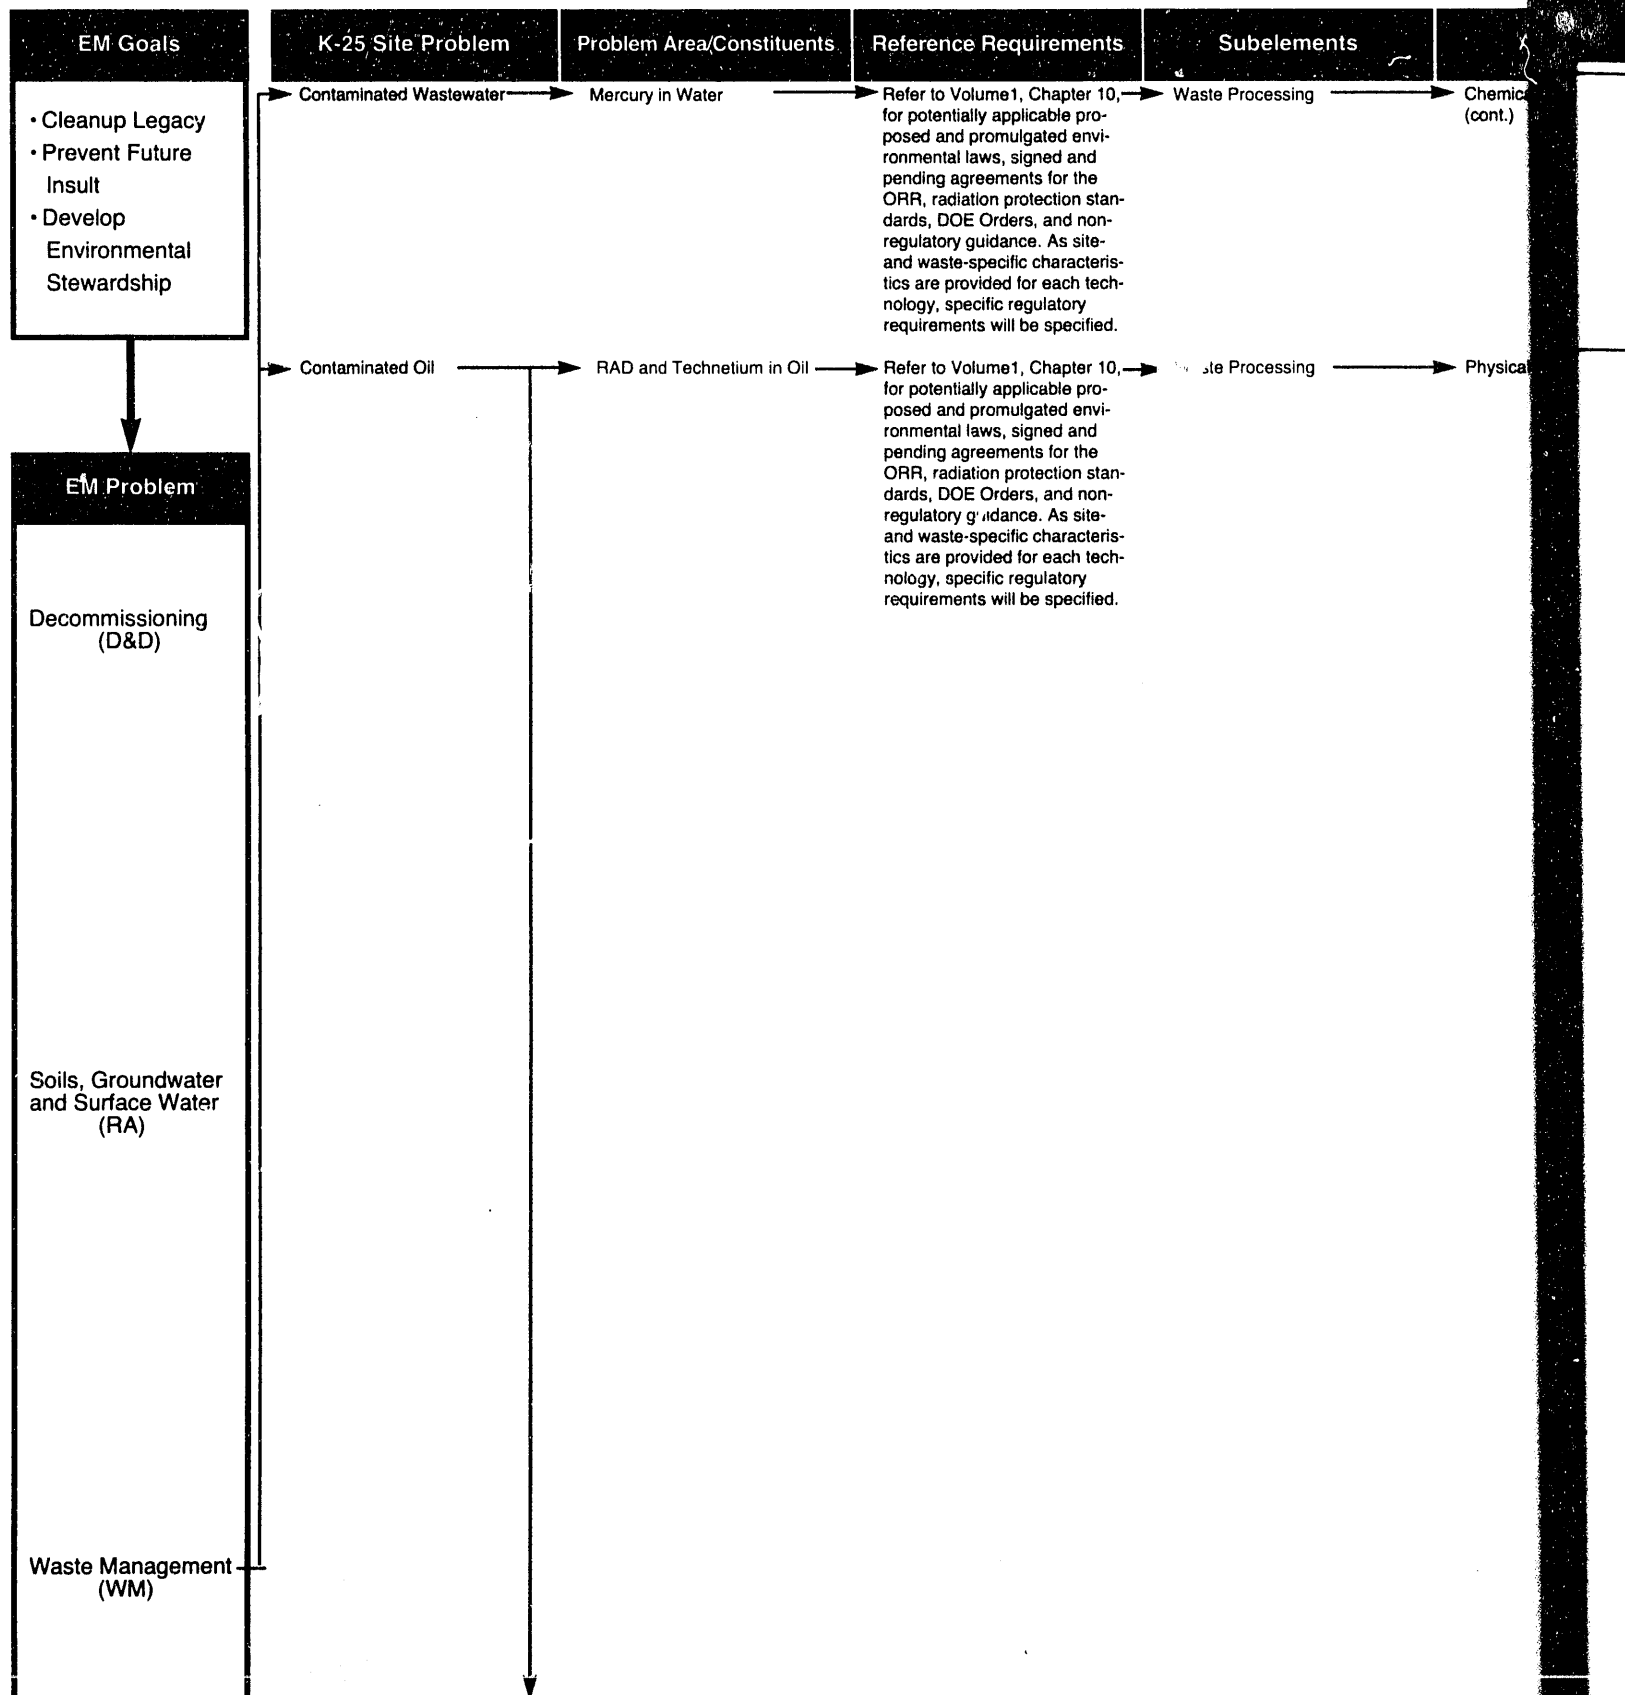 EM Goals
K-25 Site Problem
Problem Area/Constituents
Reference Requirements
Subelements
• Cleanup Legacy
• Prevent Future
Insult
• Develop
Environmental
Stewardship
Contaminated Wastewater
Mercury in Water
Refer to Volume1, Chapter 10,
for potentially applicable pro-
posed and promulgated envi-
ronmental laws, signed and
pending agreements for the
ORR, radiation protection stan-
dards, DOE Orders, and non-
regulatory guidance. As site-
and waste-specific characteris-
tics are provided for each tech-
nology, specific regulatory
requirements will be specified.
Waste Processing
(cont.)
Contaminated Oil
RAD and Technetium in Oil
Refer to Volume1, Chapter 10,
for potentially applicable pro-
posed and promulgated envi-
ronmental laws, signed and
pending agreements for the
ORR, radiation protection stan-
dards, DOE Orders, and non-
regulatory As site-
and waste-specific characteris-
tics are provided for each tech-
nology, specific regulatory
requirements will be specified.
Processing
Physical
EM Problem
Decommissioning
(D&D)
Soils, Groundwater
and Surface Water
(RA)
Waste Management
(WM)